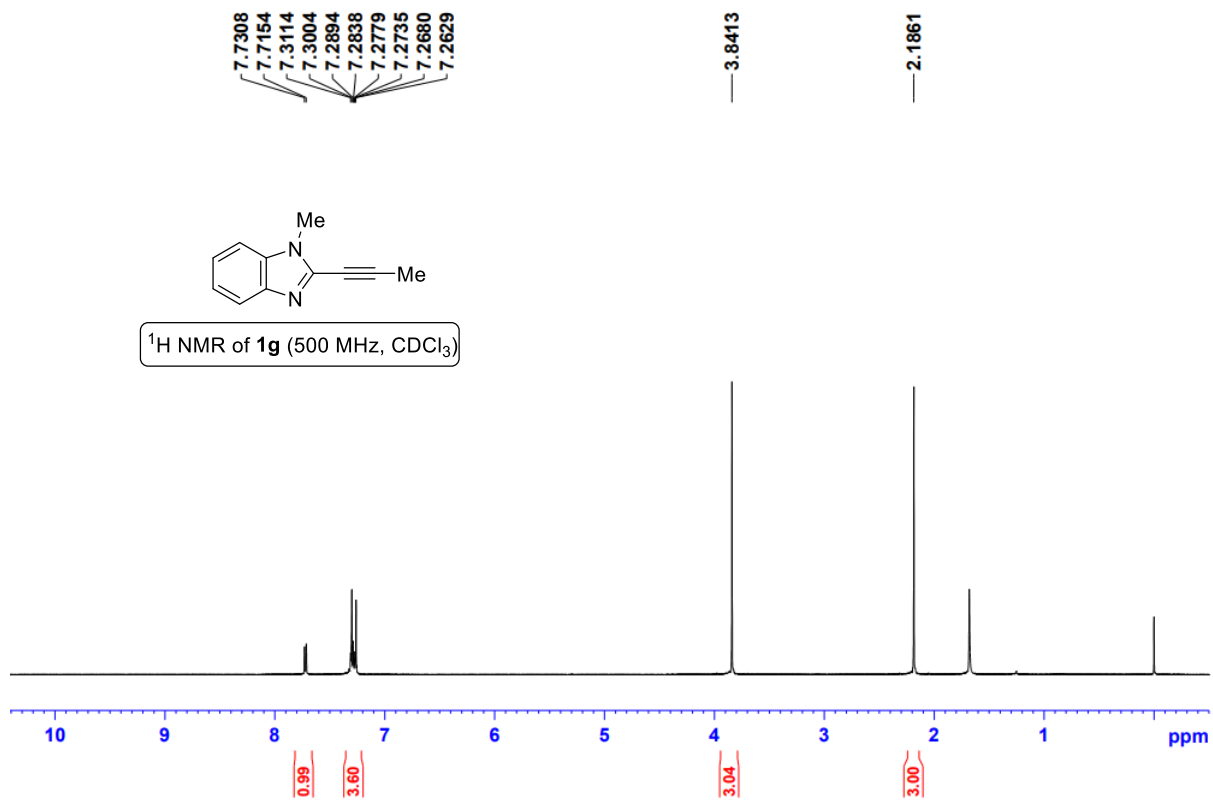 7.7308
7.7154
7.3114
7.3004
7.2894
7.2838
7.2779
7.2735
7.2680
7.2629
3.8413
2.1861
Me
N
N
Me
¹H NMR of 1g (500 MHz, CDCl₃)
10 9 8 7 6 5 4 3 2 1 ppm
0.99
3.60
3.04
3.00